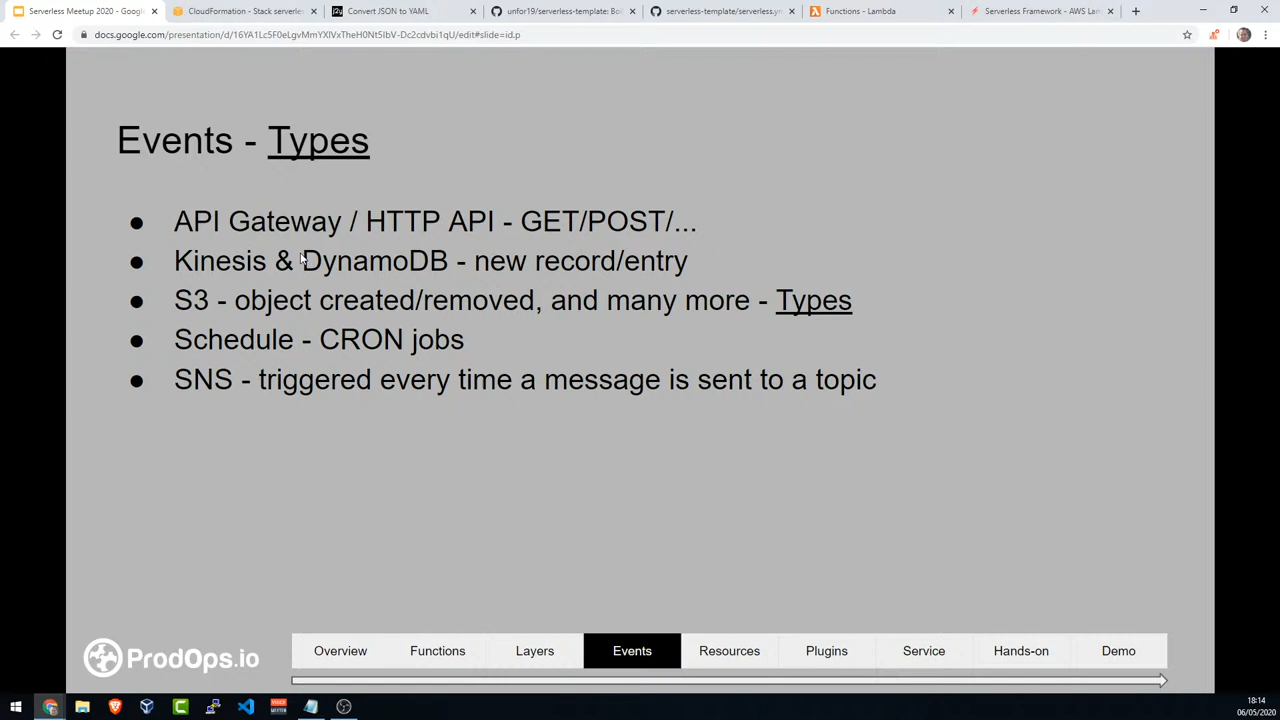 Serverless Meetup 2020 - Google
CloudFormation - Stack serverles
Convert JSON to YAML
unfor19/serverless-template: Boi
serverless-template/serverless.ym
Functions - Lambda
Serverless Framework - AWS Lam
docs.google.com/presentation/d/16YA1Lc5F0eLgvMmYXlVxTheH0Nt5IbV-Dc2cdvbi1qU/edit#slide=id.p
Events - Types
● API Gateway / HTTP API - GET/POST/...
● Kinesis & DynamoDB - new record/entry
● S3 - object created/removed, and many more - Types
● Schedule - CRON jobs
● SNS - triggered every time a message is sent to a topic
ProdOps.io
Overview Functions Layers Events Resources Plugins Service Hands-on Demo
18:14
06/05/2020